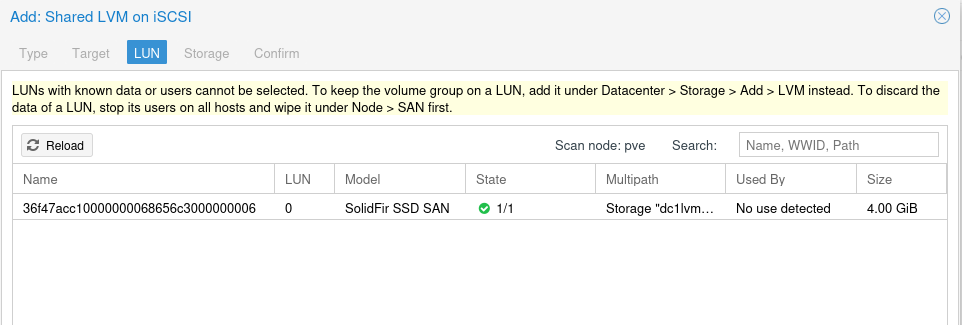 Add: Shared LVM on iSCSI
Type Target LUN Storage Confirm
LUNs with known data or users cannot be selected. To keep the volume group on a LUN, add it under Datacenter > Storage > Add > LVM instead. To discard the
data of a LUN, stop its users on all hosts and wipe it under Node > SAN first.
Reload Scan node: pve Search: Name, WWID, Path
Name LUN Model State Multipath Used By Size
36f47acc10000000068656c3000000006 0 SolidFir SSD SAN 1/1 Storage "dc1lvm... No use detected 4.00 GiB